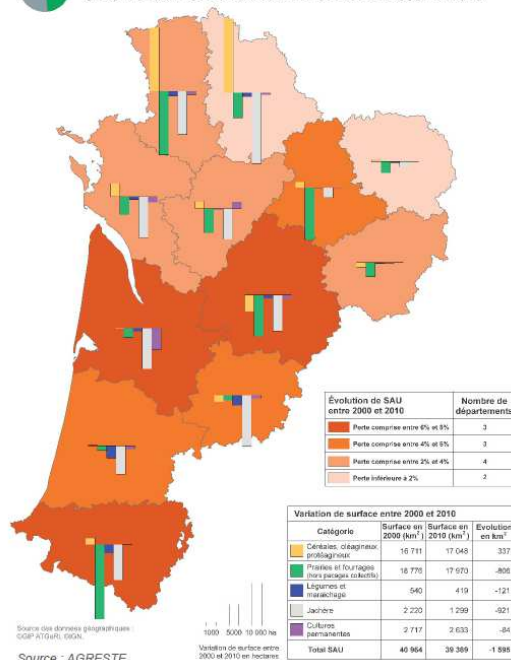 Évolution de SAU
entre 2000 et 2010
Nombre de
départements
Perte comprise entre 6% et 8%
3
Perte comprise entre 4% et 6%
3
Perte comprise entre 2% et 4%
4
Perte inférieure à 2%
2
Variation de surface entre 2000 et 2010
Catégorie
Surface en
2000 (km²)
Surface en
2010 (km²)
Evolution
en km²
Céréales, oléagineux,
protéagineux
16 711
17 048
337
Prairies et fourrages
(hors pacages collectifs)
18 776
17 970
-806
Légumes et
maraichage
540
419
-121
Jachère
2 220
1 299
-921
Cultures
permanentes
2 717
2 633
-84
Total SAU
40 964
39 369
-1 595
1000
5000
10 000 ha
Variation de surface entre
2000 et 2010 en hectares
Source des données géographiques :
©GIP ATGeRI, ©IGN.
Source : AGRESTE